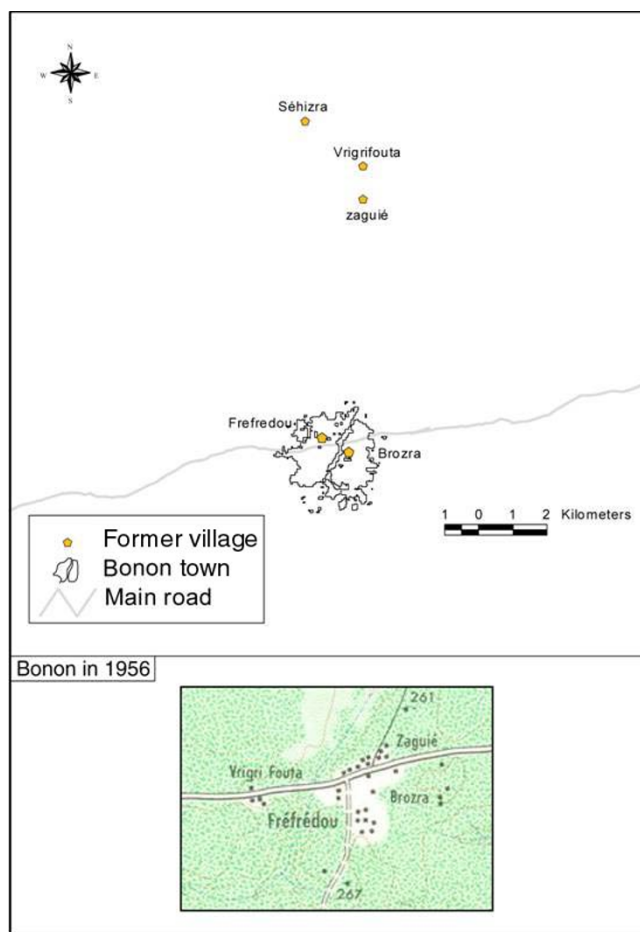 N
W E
S
Séhizra
Vrigrifouta
zaguié
Frefredou
Brozra
1 0 1 2 Kilometers
Former village
Bonon town
Main road
Bonon in 1956
261
Zaguié
Vrigri Fouta
Brozra
Fréfrédou
267